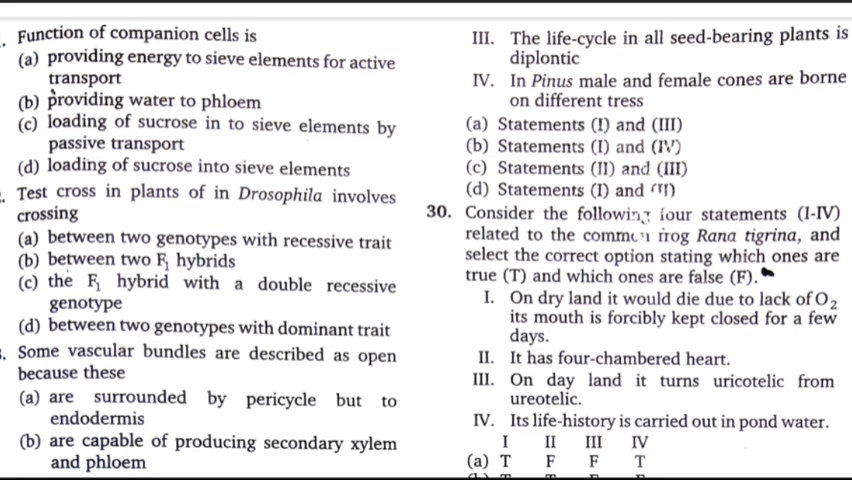 Function of companion cells is
(a) providing energy to sieve elements for active
transport
(b) providing water to phloem
(c) loading of sucrose in to sieve elements by
passive transport
(d) loading of sucrose into sieve elements
Test cross in plants of in Drosophila involves
crossing
(a) between two genotypes with recessive trait
(b) between two F1 hybrids
(c) the F1 hybrid with a double recessive
genotype
(d) between two genotypes with dominant trait
Some vascular bundles are described as open
because these
(a) are surrounded by pericycle but to
endodermis
(b) are capable of producing secondary xylem
and phloem
III. The life-cycle in all seed-bearing plants is
diplontic
IV. In Pinus male and female cones are borne
on different tress
(a) Statements (I) and (III)
(b) Statements (I) and (IV)
(c) Statements (II) and (III)
(d) Statements (I) and (II)
30. Consider the following four statements (I-IV)
related to the common frog Rana tigrina, and
select the correct option stating which ones are
true (T) and which ones are false (F).
I. On dry land it would die due to lack of O2
its mouth is forcibly kept closed for a few
days.
II. It has four-chambered heart.
III. On day land it turns uricotelic from
ureotelic.
IV. Its life-history is carried out in pond water.
I II III IV
(a) T F F T